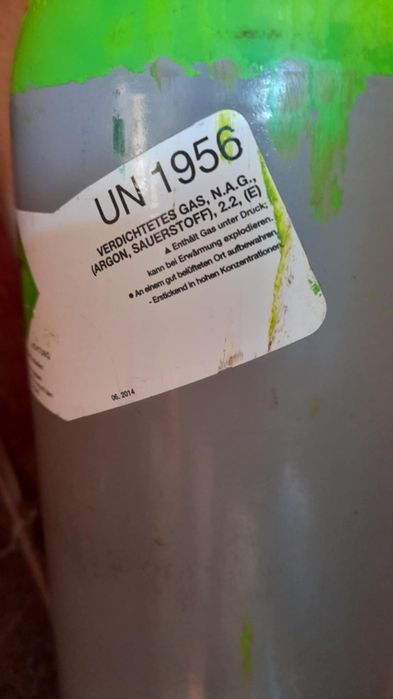 UN 1956
VERDICHTETES GAS, N.A.G.,
(ARGON, SAUERSTOFF), 2.2, (E)
▲ Enthält Gas unter Druck;
kann bei Erwärmung explodieren.
● An einem gut belüfteten Ort aufbewahren.
- Erstickend in hohen Konzentrationen
06.2014